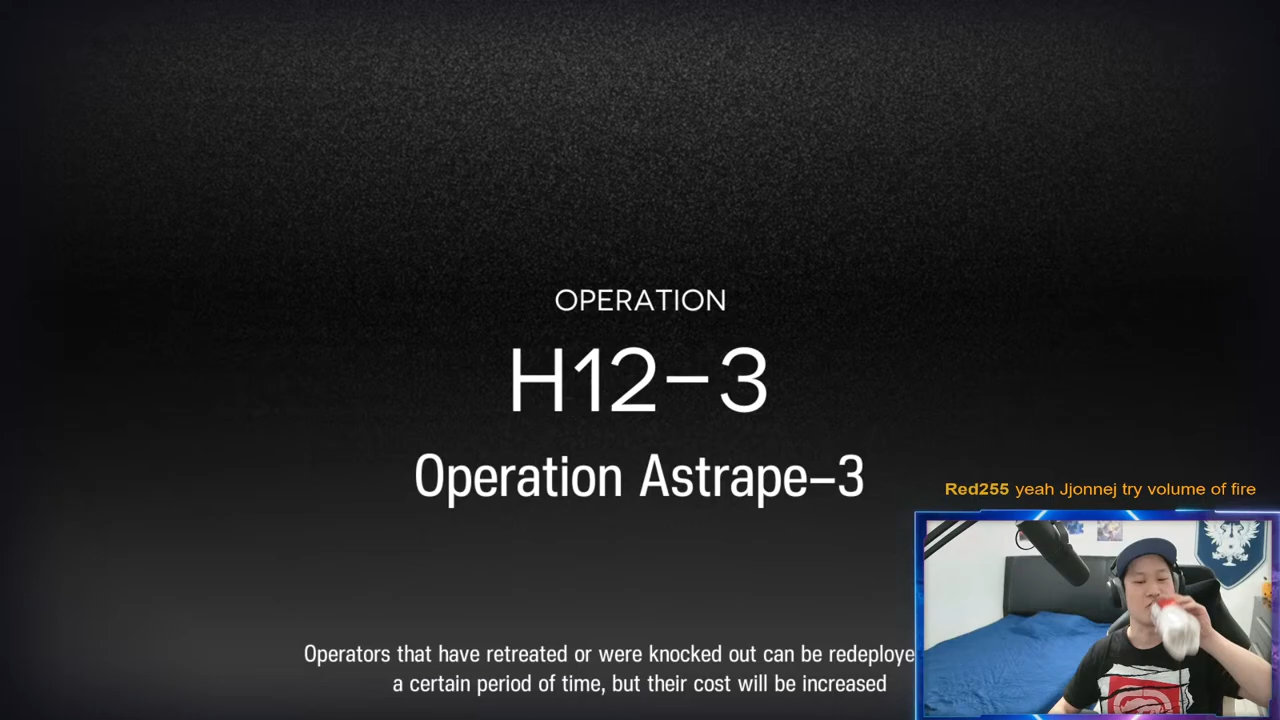 OPERATION
H12-3
Operation Astrape-3
Red255 yeah Jjonnej try volume of fire
Operators that have retreated or were knocked out can be redeploye
a certain period of time, but their cost will be increased